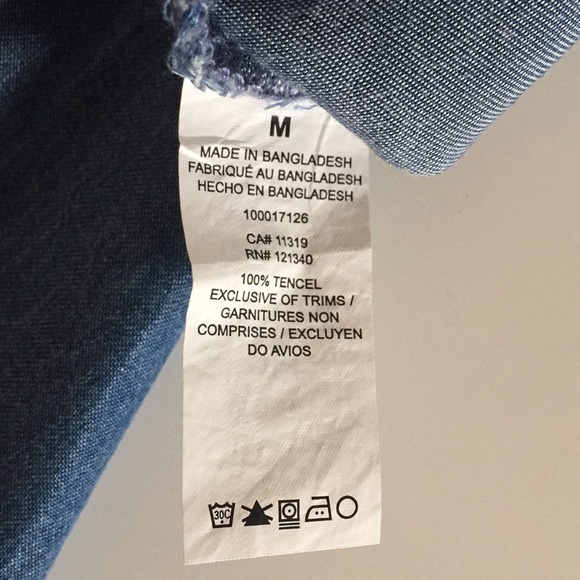 M
MADE IN BANGLADESH
FABRIQUÉ AU BANGLADESH
HECHO EN BANGLADESH
100017126
CA# 11319
RN# 121340
100% TENCEL
EXCLUSIVE OF TRIMS /
GARNITURES NON
COMPRISES / EXCLUYEN
DO AVIOS
30C